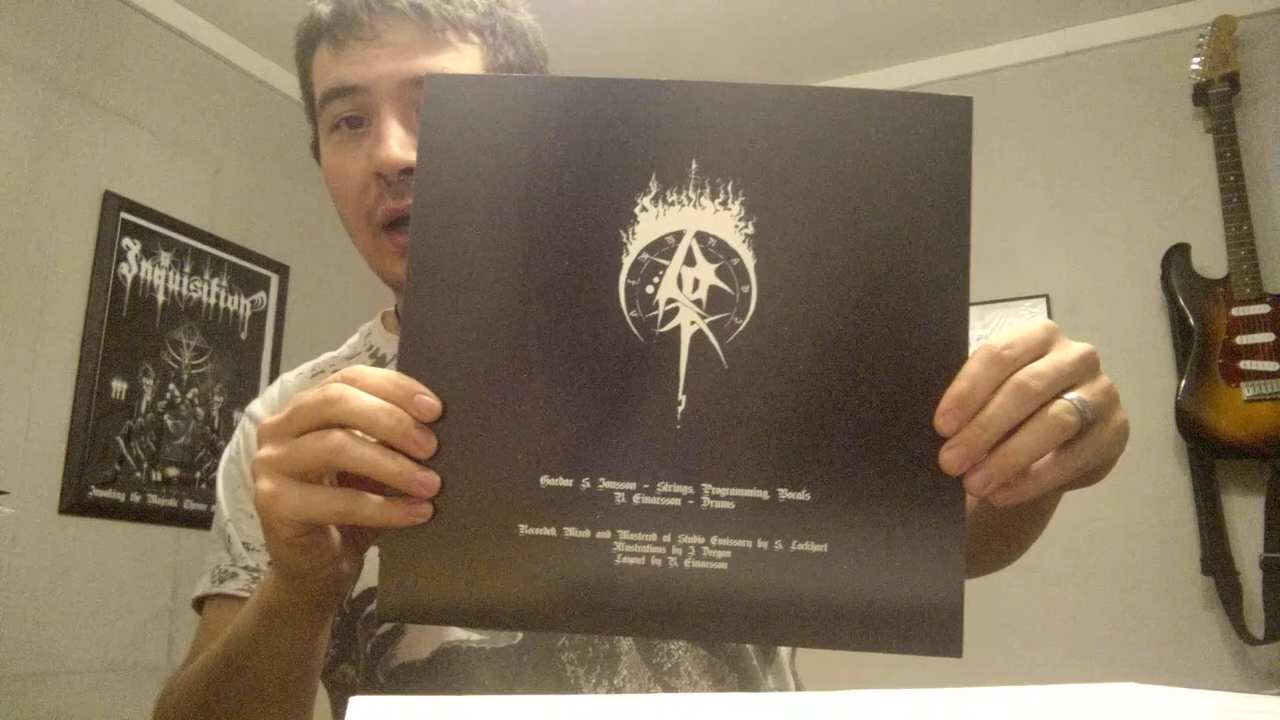 Inquisition
Invoking the Majestic Throne of
Gardar S. Jonsson - Strings, Programming, Vocals
R. Einarsson - Drums
Recorded, Mixed and Mastered at Studio Emissary by S. Lockhart
Illustrations by J. Deegan
Layout by R. Einarsson